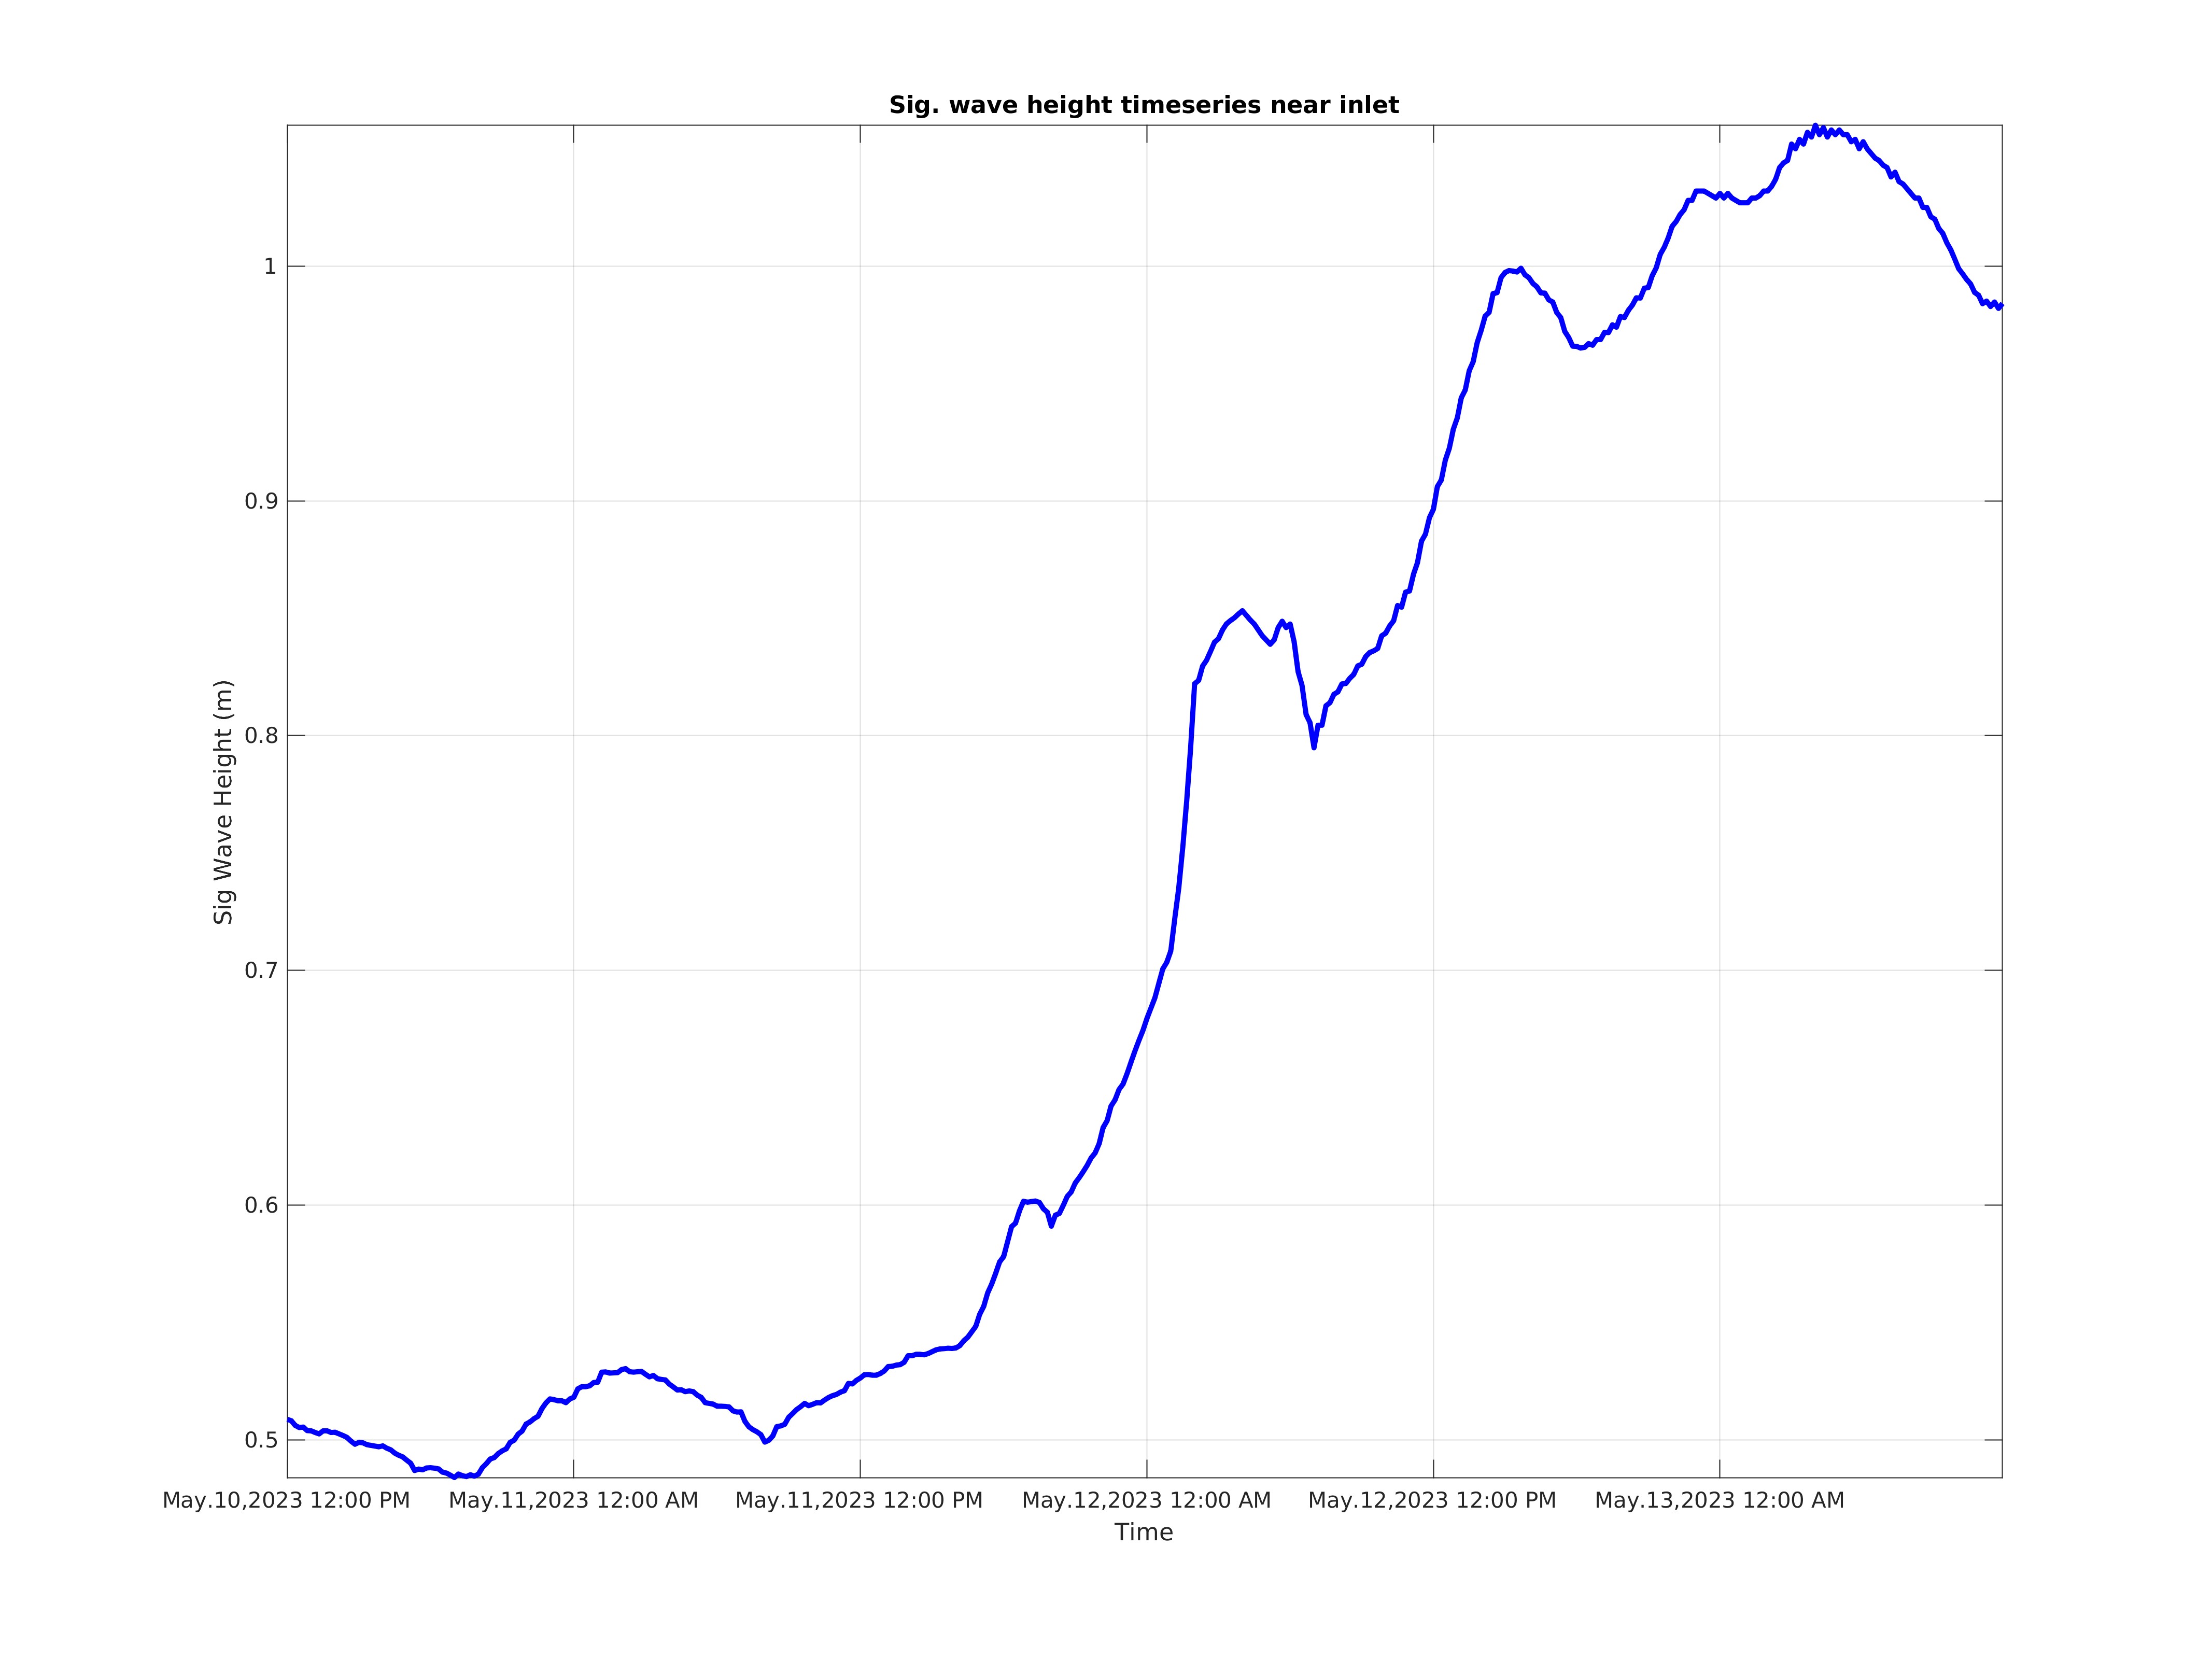 Sig. wave height timeseries near inlet
1
0.9
0.8
0.7
0.6
0.5
Sig Wave Height (m)
May.10,2023 12:00 PM May.11,2023 12:00 AM May.11,2023 12:00 PM May.12,2023 12:00 AM May.12,2023 12:00 PM May.13,2023 12:00 AM
Time